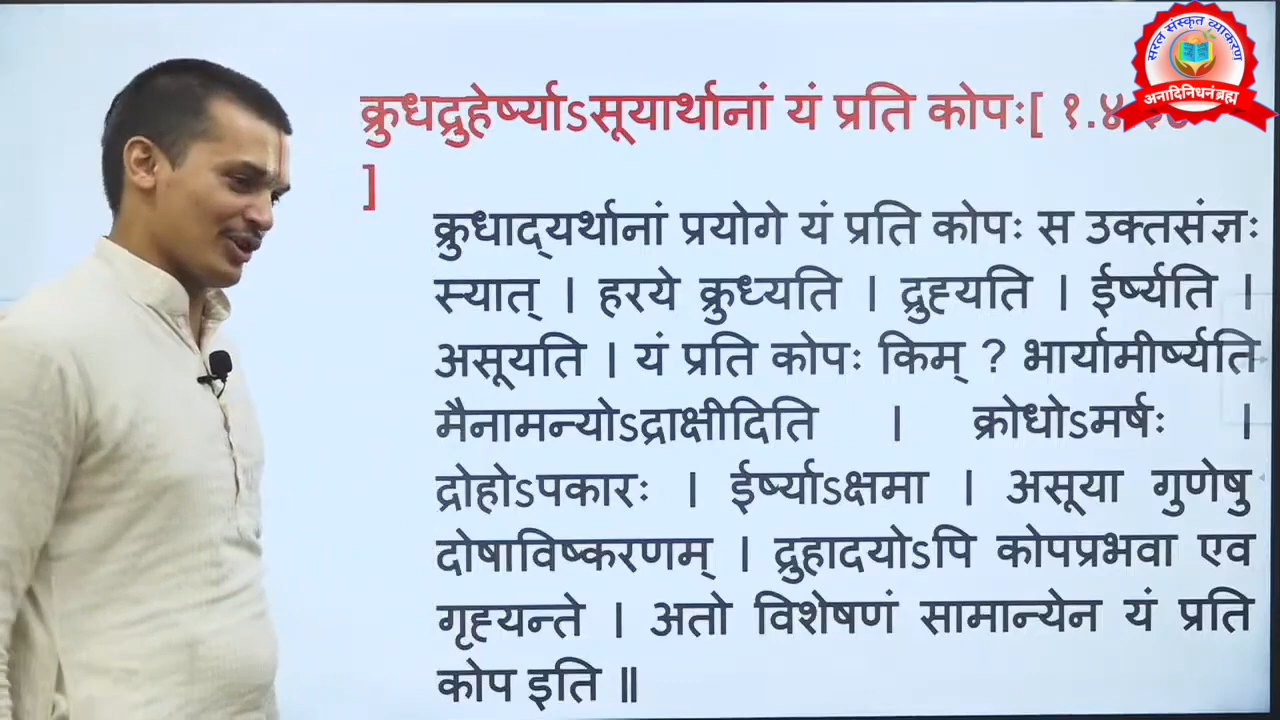 सरल संस्कृत व्याकरण
अनादिनिधनं ब्रह्म
क्रुधद्रुहेर्ष्याऽसूयार्थानां यं प्रति कोपः[ १.४
]
क्रुधाद्यर्थानां प्रयोगे यं प्रति कोपः स उक्तसंज्ञः
स्यात् । हरये क्रुध्यति । द्रुह्यति । ईर्ष्यति ।
असूयति । यं प्रति कोपः किम् ? भार्यामीर्ष्यति
मैनामन्योऽद्राक्षीदिति । क्रोधोऽमर्षः ।
द्रोहोऽपकारः । ईर्ष्याऽक्षमा । असूया गुणेषु
दोषाविष्करणम् । द्रुहादयोऽपि कोपप्रभवा एव
गृह्यन्ते । अतो विशेषणं सामान्येन यं प्रति
कोप इति ॥